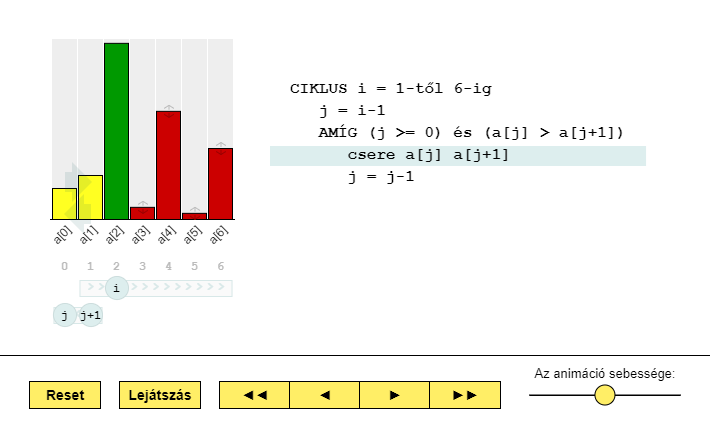 CIKLUS i = 1-től 6-ig
j = i-1
AMÍG (j >= 0) és (a[j] > a[j+1])
csere a[j] a[j+1]
j = j-1
a[0] a[1] a[2] a[3] a[4] a[5] a[6]
0 1 2 3 4 5 6
i
j j+1
Az animáció sebessége:
Reset Lejátszás